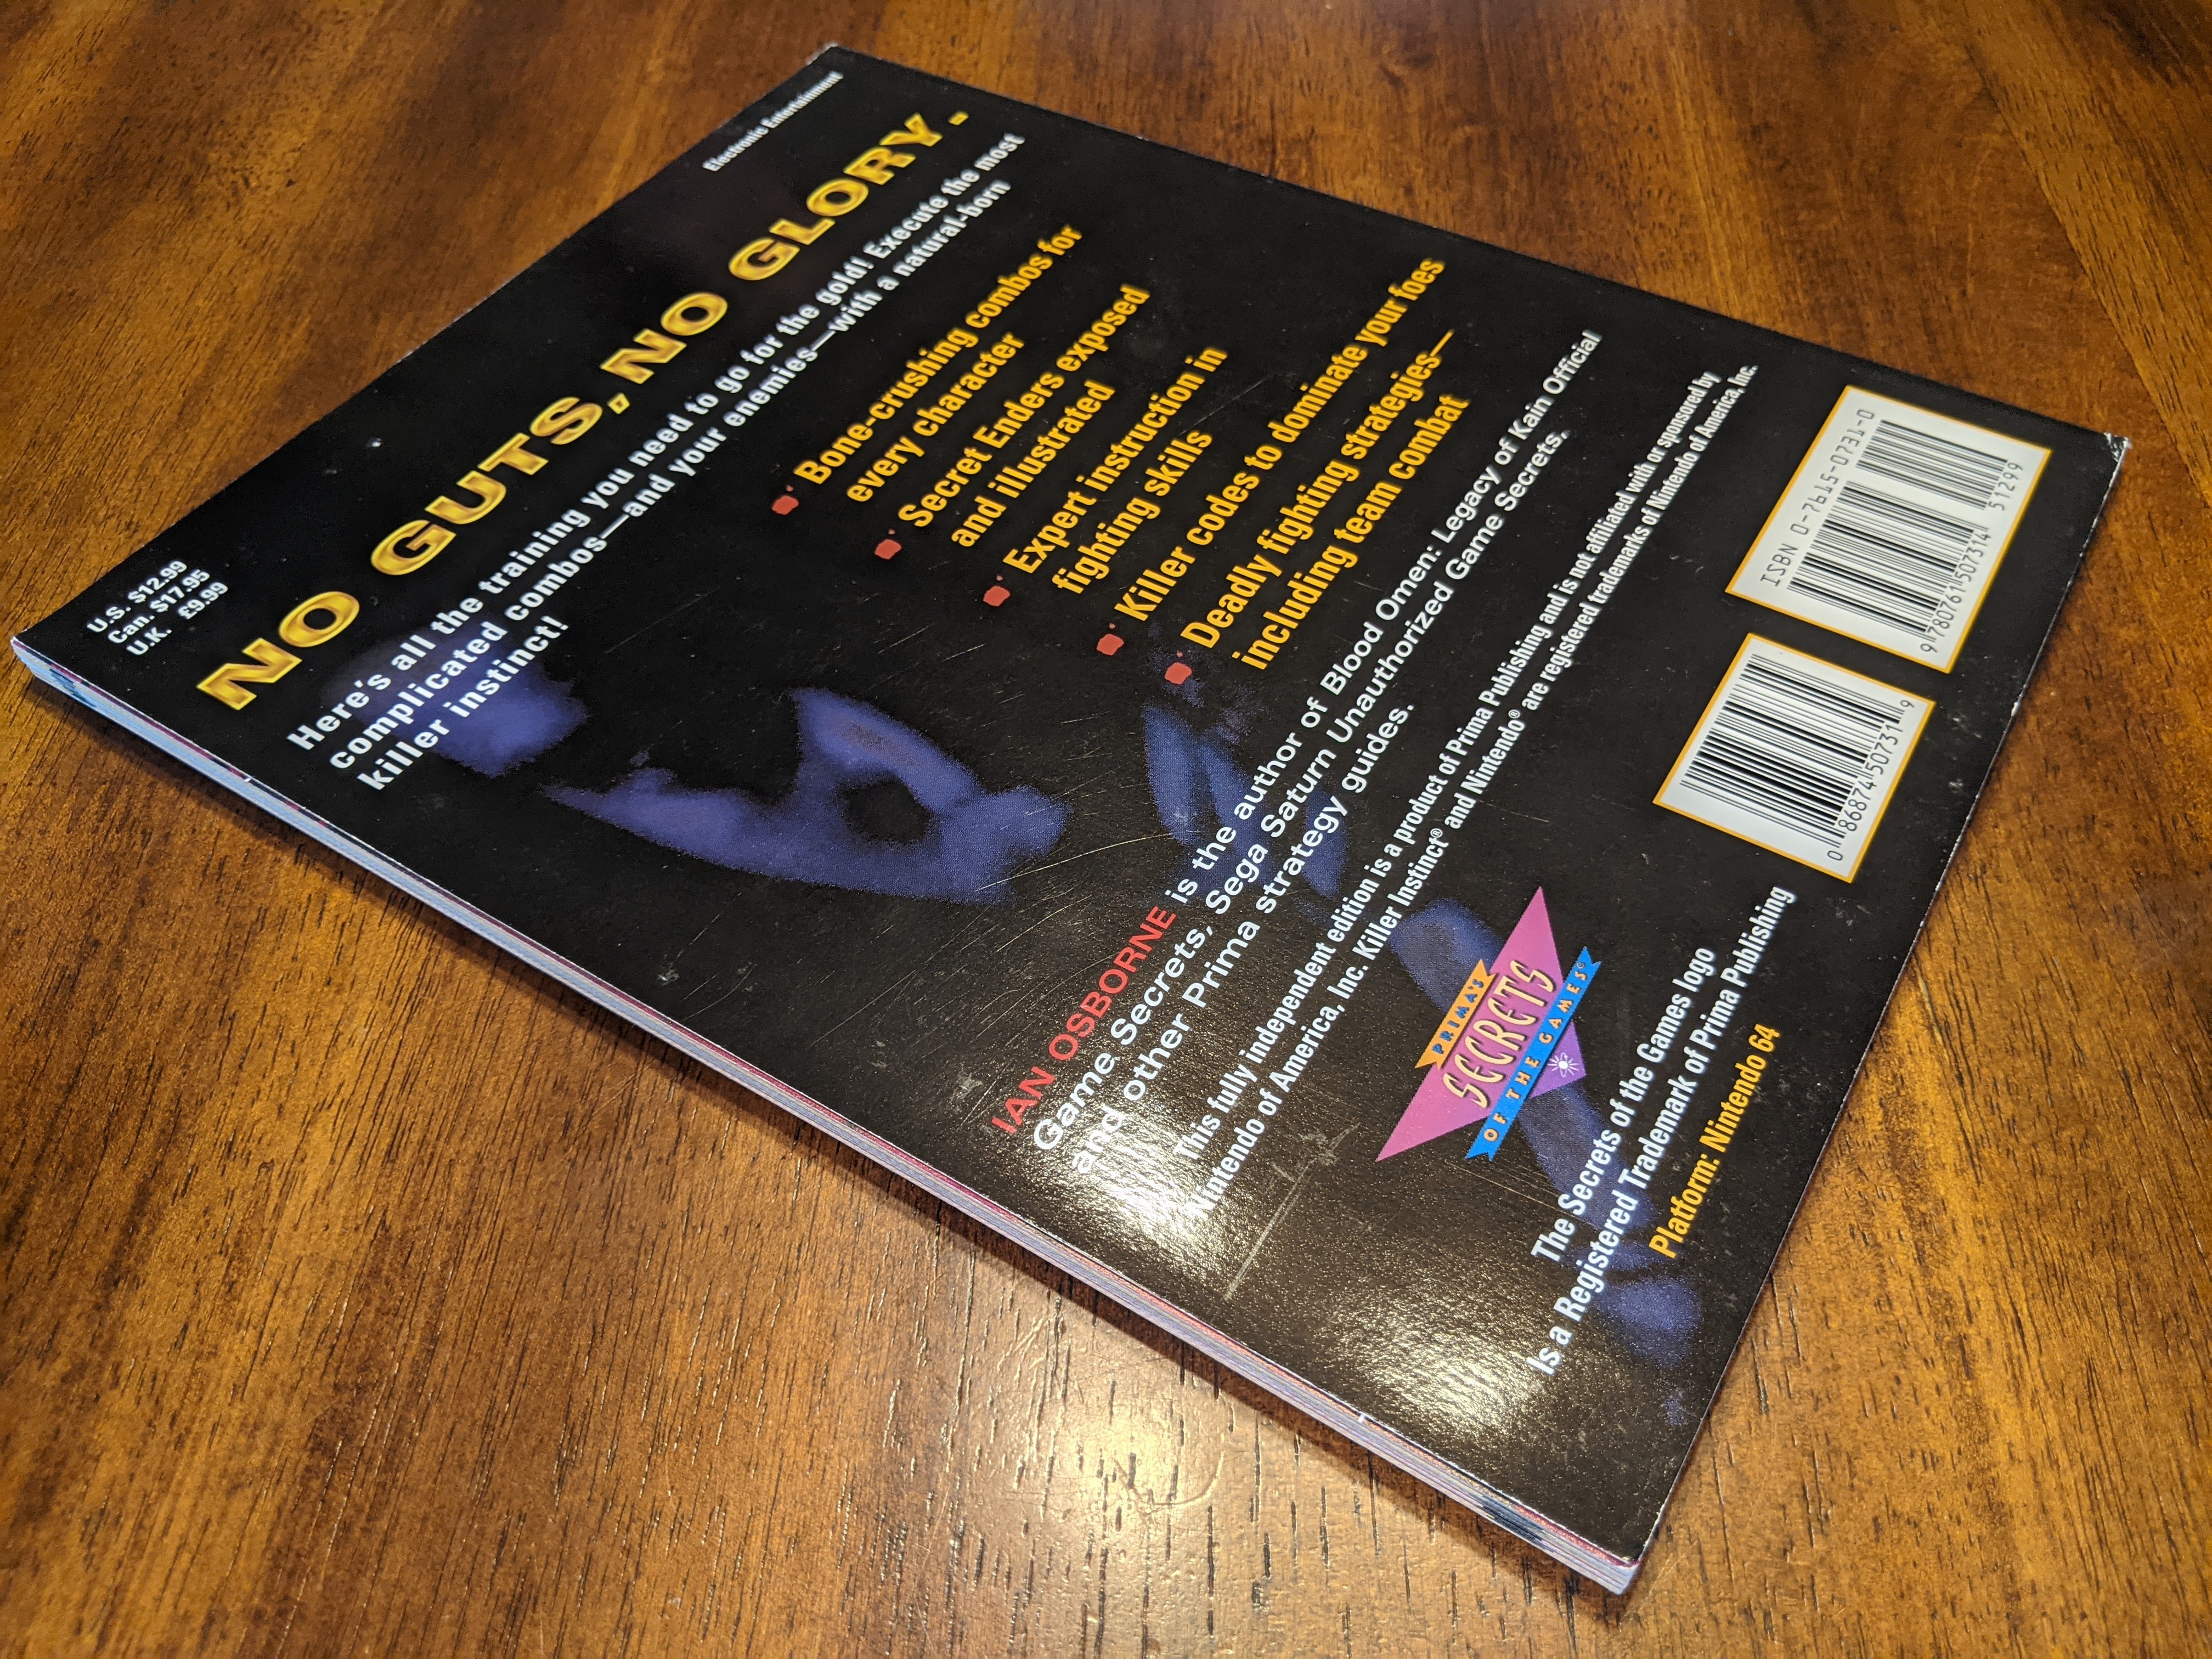 Electronic Entertainment
U.S. $12.99
Can. $17.95
U.K. £9.99
NO GUTS, NO GLORY.
Here's all the training you need to go for the gold! Execute the most
complicated combos—and your enemies—with a natural-born
killer instinct!
Bone-crushing combos for
every character
Secret Enders exposed
and illustrated
Expert instruction in
fighting skills
Killer codes to dominate your foes
Deadly fighting strategies—
including team combat
IAN OSBORNE is the author of Blood Omen: Legacy of Kain Official
Game Secrets, Sega Saturn Unauthorized Game Secrets,
and other Prima strategy guides.
This fully independent edition is a product of Prima Publishing and is not affiliated with or sponsored by
Nintendo of America, Inc. Killer Instinct® and Nintendo® are registered trademarks of Nintendo of America, Inc.
PRIMA'S
SECRETS
OF THE GAMES®
The Secrets of the Games logo
Is a Registered Trademark of Prima Publishing
Platform: Nintendo 64
0 86874 50731 9
ISBN 0-7615-0731-0
51299
9 780761 507314